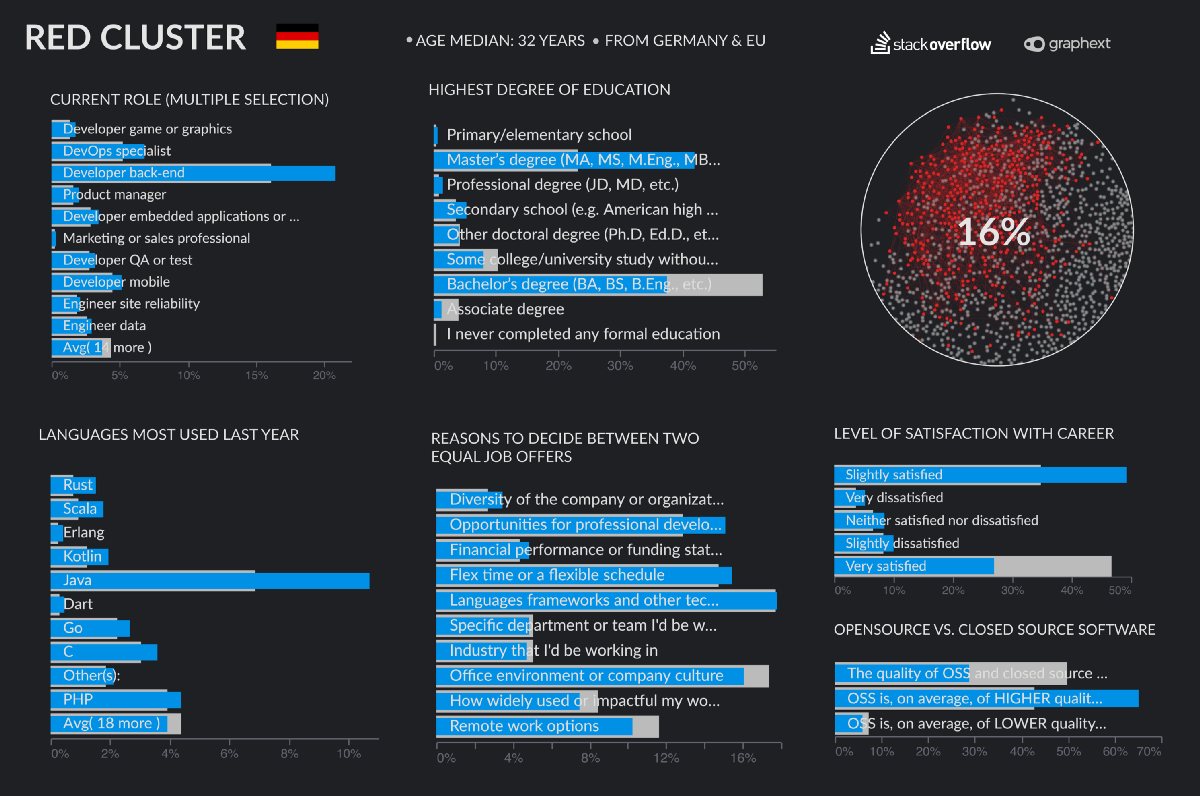 RED CLUSTER
• AGE MEDIAN: 32 YEARS • FROM GERMANY & EU
stackoverflow
graphext
CURRENT ROLE (MULTIPLE SELECTION)
Developer game or graphics
DevOps specialist
Developer back-end
Product manager
Developer embedded applications or ...
Marketing or sales professional
Developer QA or test
Developer mobile
Engineer site reliability
Engineer data
Avg( 14 more )
0% 5% 10% 15% 20%
HIGHEST DEGREE OF EDUCATION
Primary/elementary school
Master's degree (MA, MS, M.Eng., MB...
Professional degree (JD, MD, etc.)
Secondary school (e.g. American high ...
Other doctoral degree (Ph.D, Ed.D., et...
Some college/university study withou...
Bachelor's degree (BA, BS, B.Eng., etc.)
Associate degree
I never completed any formal education
0% 10% 20% 30% 40% 50%
16%
LANGUAGES MOST USED LAST YEAR
Rust
Scala
Erlang
Kotlin
Java
Dart
Go
C
Other(s):
PHP
Avg( 18 more )
0% 2% 4% 6% 8% 10%
REASONS TO DECIDE BETWEEN TWO
EQUAL JOB OFFERS
Diversity of the company or organizat...
Opportunities for professional develo...
Financial performance or funding stat...
Flex time or a flexible schedule
Languages frameworks and other tec...
Specific department or team I'd be w...
Industry that I'd be working in
Office environment or company culture
How widely used or impactful my wo...
Remote work options
0% 4% 8% 12% 16%
LEVEL OF SATISFACTION WITH CAREER
Slightly satisfied
Very dissatisfied
Neither satisfied nor dissatisfied
Slightly dissatisfied
Very satisfied
0% 10% 20% 30% 40% 50%
OPENSOURCE VS. CLOSED SOURCE SOFTWARE
The quality of OSS and closed source ...
OSS is, on average, of HIGHER qualit...
OSS is, on average, of LOWER quality...
0% 10% 20% 30% 40% 50% 60% 70%